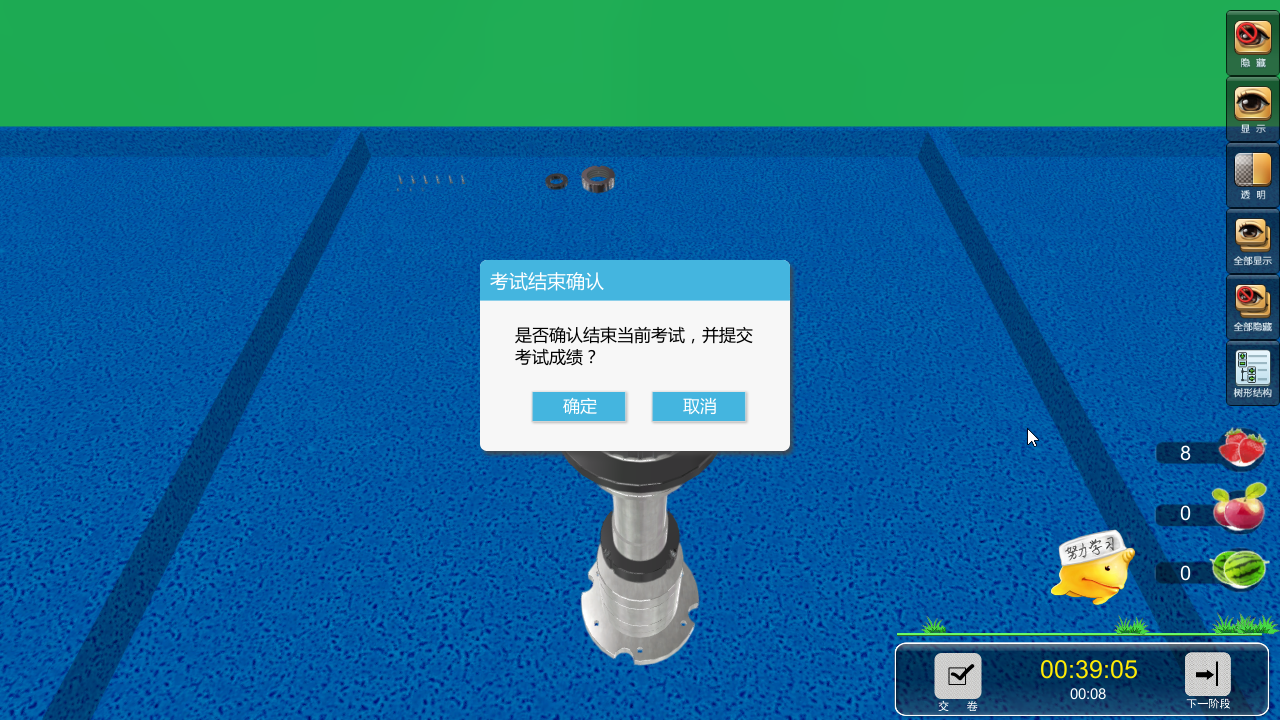 隐 藏
显 示
透 明
全部显示
全部隐藏
树形结构
考试结束确认
是否确认结束当前考试，并提交
考试成绩？
确定 取消
8
0
0
努力学习
00:39:05
00:08
交 卷
下一阶段